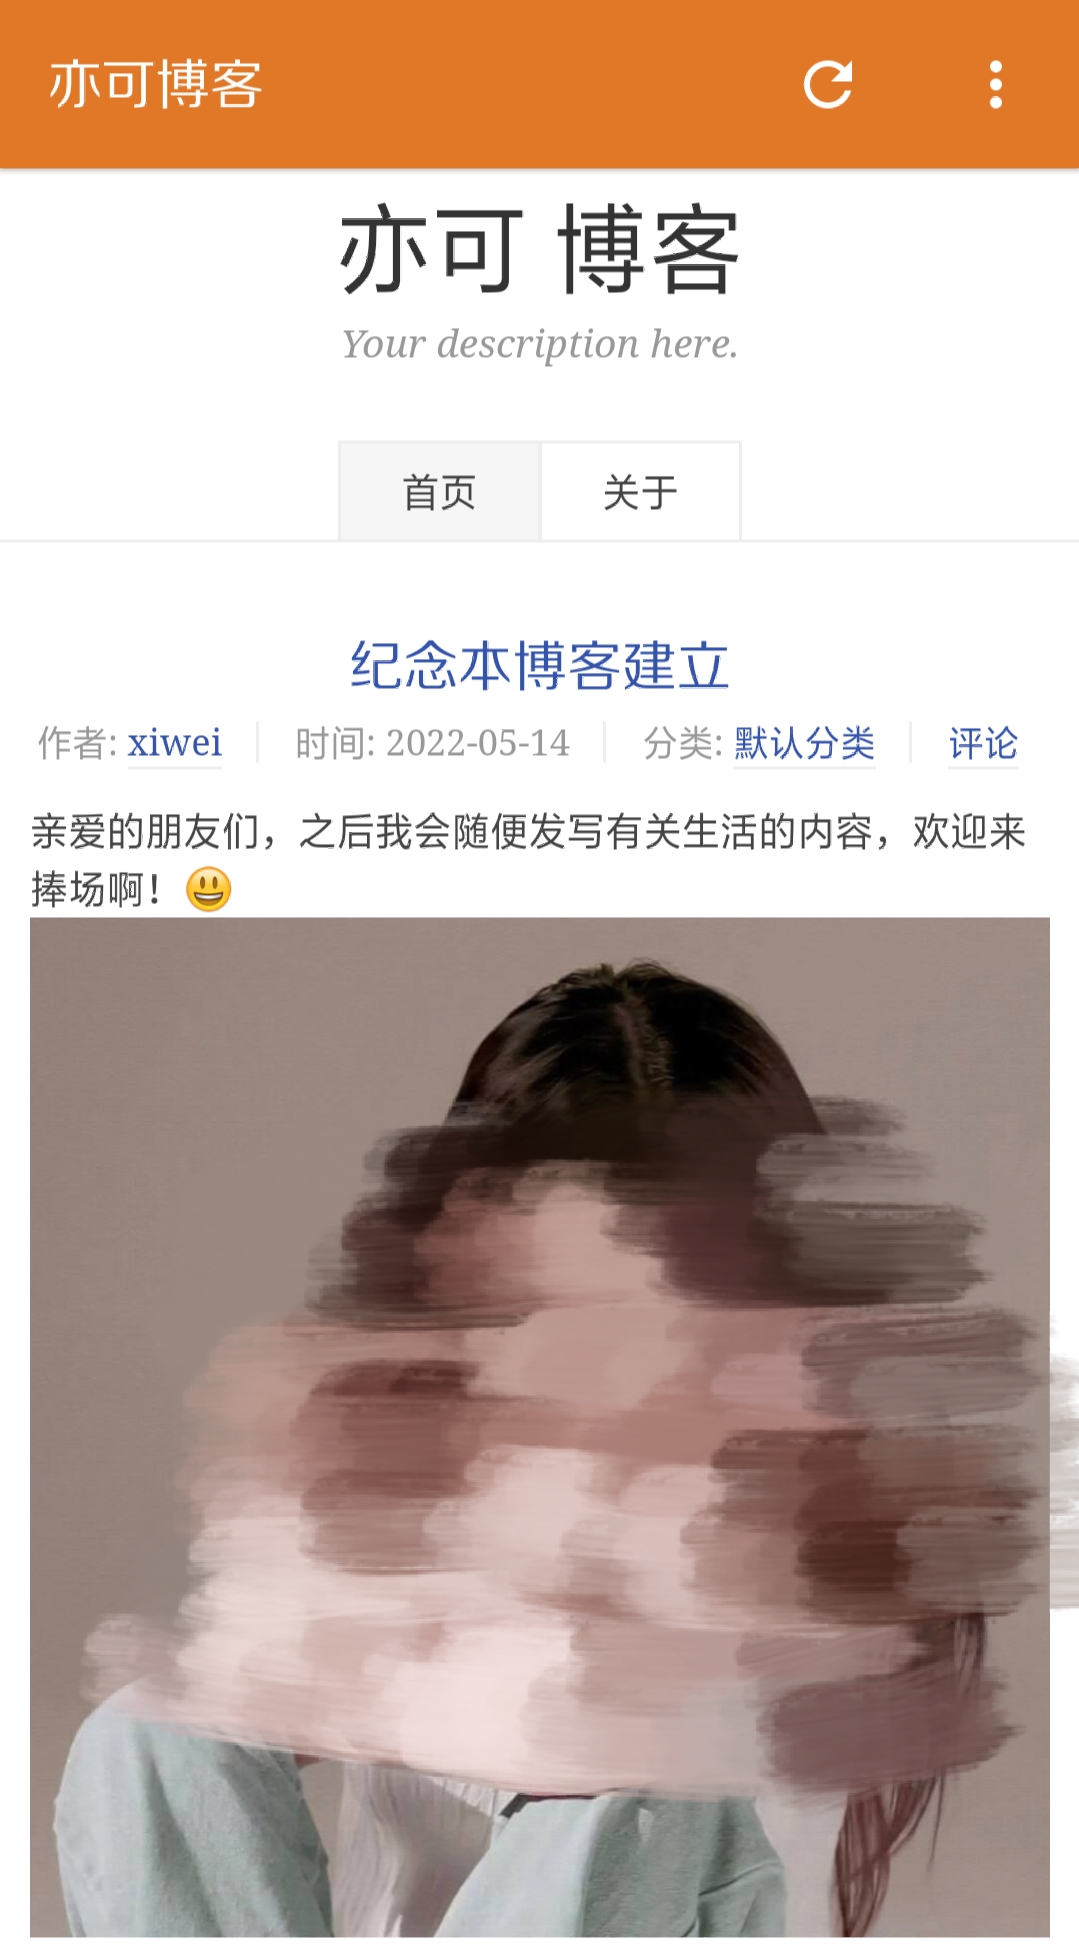 亦可博客
亦可 博客
Your description here.
首页 关于
纪念本博客建立
作者: xiwei 时间: 2022-05-14 分类: 默认分类 评论
亲爱的朋友们，之后我会随便发写有关生活的内容，欢迎来
捧场啊！😃